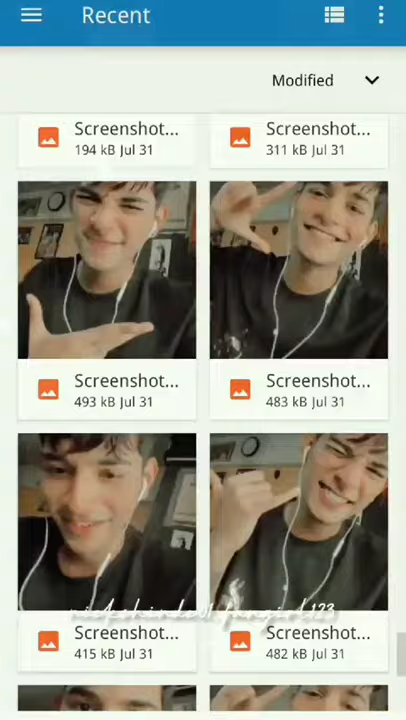 Recent
Modified
Screenshot... Screenshot...
194 kB Jul 31 311 kB Jul 31
Screenshot... Screenshot...
493 kB Jul 31 483 kB Jul 31
Screenshot... Screenshot...
415 kB Jul 31 482 kB Jul 31